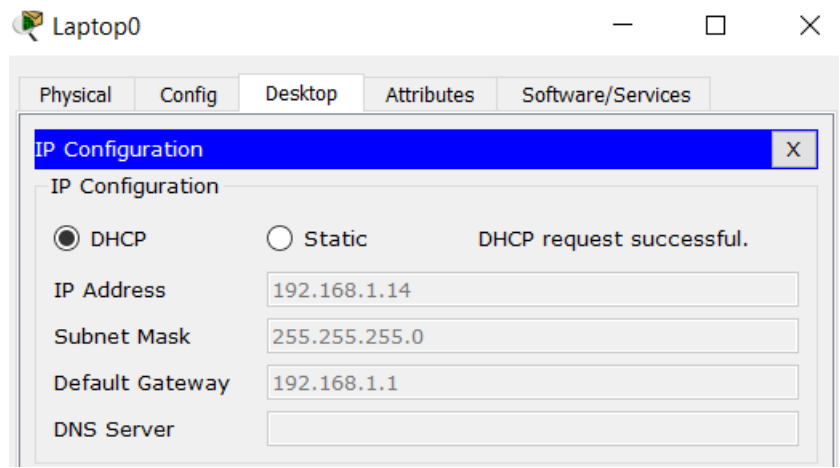 Laptop0
Physical Config Desktop Attributes Software/Services
IP Configuration X
IP Configuration
DHCP Static DHCP request successful.
IP Address 192.168.1.14
Subnet Mask 255.255.255.0
Default Gateway 192.168.1.1
DNS Server